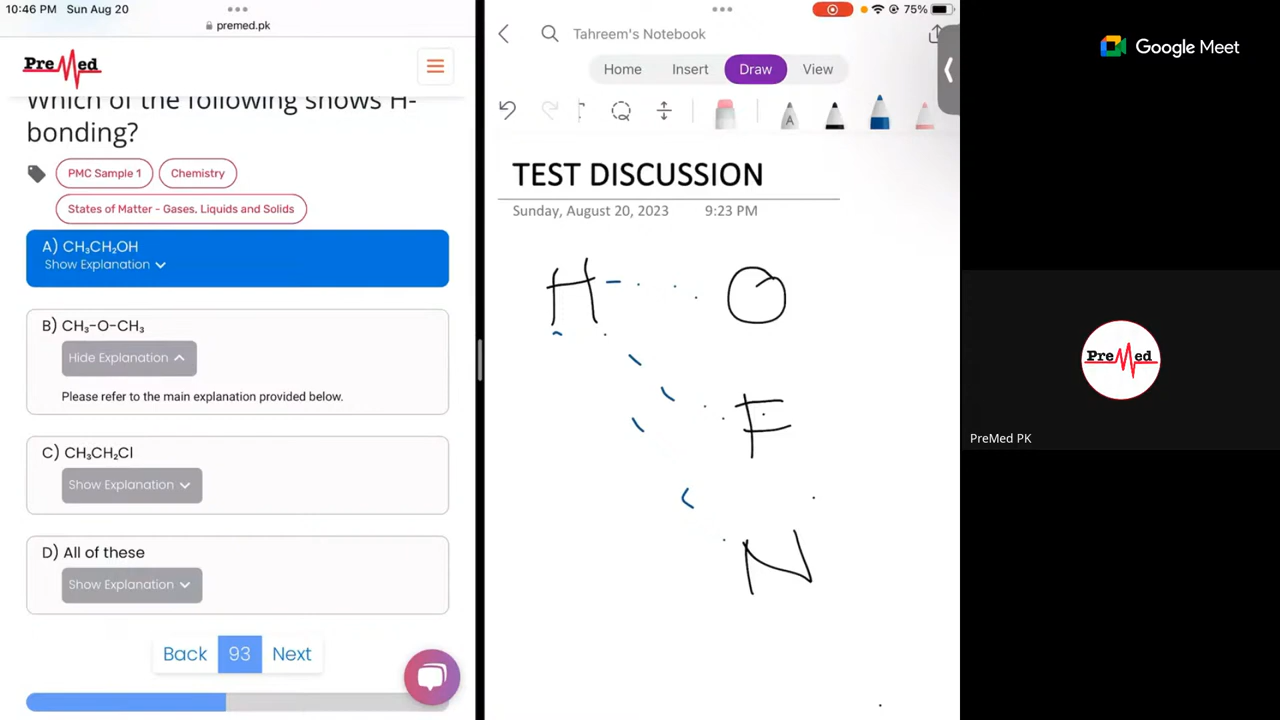 10:46 PM Sun Aug 20
premed.pk
PreMed
Which of the following shows H-
bonding?
PMC Sample 1
Chemistry
States of Matter - Gases, Liquids and Solids
A) CH₃CH₂OH
Show Explanation
B) CH₃-O-CH₃
Hide Explanation
Please refer to the main explanation provided below.
C) CH₃CH₂Cl
Show Explanation
D) All of these
Show Explanation
Back 93 Next
75%
Tahreem's Notebook
Home Insert Draw View
A
TEST DISCUSSION
Sunday, August 20, 2023 9:23 PM
H O
F
N
Google Meet
PreMed
PreMed PK